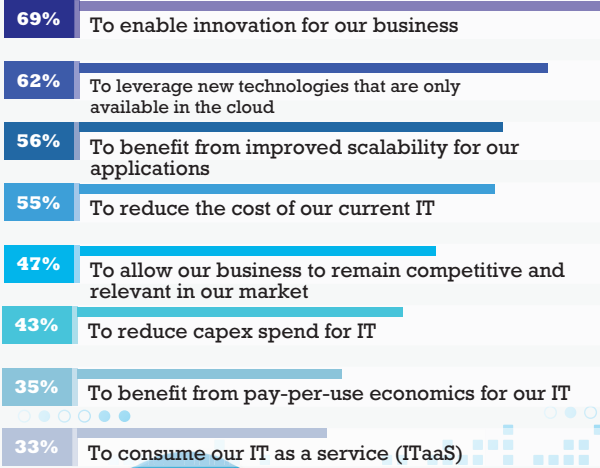 69% To enable innovation for our business
62% To leverage new technologies that are only
available in the cloud
56% To benefit from improved scalability for our
applications
55% To reduce the cost of our current IT
47% To allow our business to remain competitive and
relevant in our market
43% To reduce capex spend for IT
35% To benefit from pay-per-use economics for our IT
33% To consume our IT as a service (ITaaS)